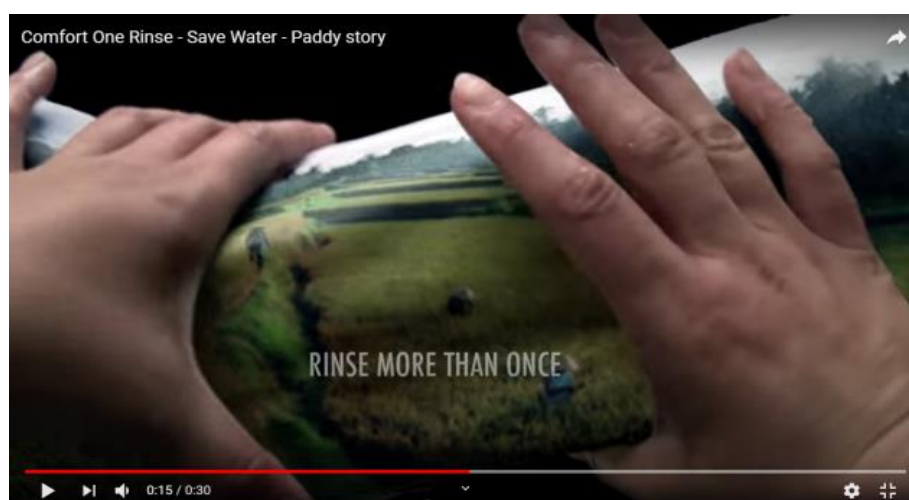 Comfort One Rinse - Save Water - Paddy story
RINSE MORE THAN ONCE
0:15 / 0:30